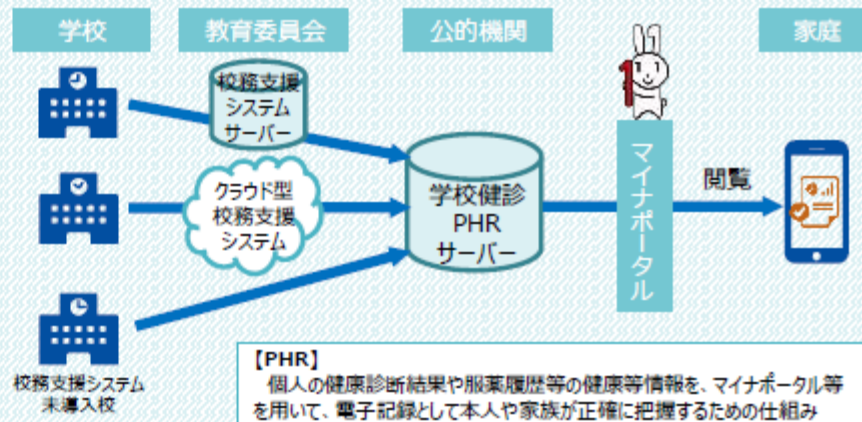 学校
教育委員会
公的機関
家庭
校務支援
システム
サーバー
クラウド型
校務支援
システム
学校健診
PHR
サーバー
1
マイナポータル
閲覧
校務支援システム
未導入校
【PHR】
個人の健康診断結果や服薬履歴等の健康等情報を、マイナポータル等
を用いて、電子記録として本人や家族が正確に把握するための仕組み